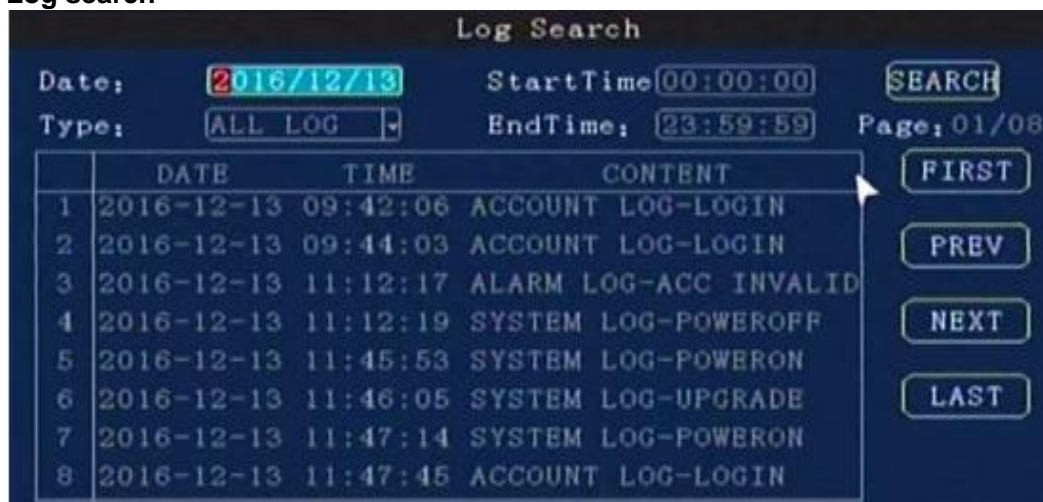 Log search
Log Search
Date: 2016/12/13 StartTime 00:00:00 SEARCH
Type: ALL LOG EndTime: 23:59:59 Page: 01/08
DATE TIME CONTENT FIRST
1 2016-12-13 09:42:06 ACCOUNT LOG-LOGIN
2 2016-12-13 09:44:03 ACCOUNT LOG-LOGIN PREV
3 2016-12-13 11:12:17 ALARM LOG-ACC INVALID
4 2016-12-13 11:12:19 SYSTEM LOG-POWEROFF NEXT
5 2016-12-13 11:45:53 SYSTEM LOG-POWERON
6 2016-12-13 11:46:05 SYSTEM LOG-UPGRADE LAST
7 2016-12-13 11:47:14 SYSTEM LOG-POWERON
8 2016-12-13 11:47:45 ACCOUNT LOG-LOGIN